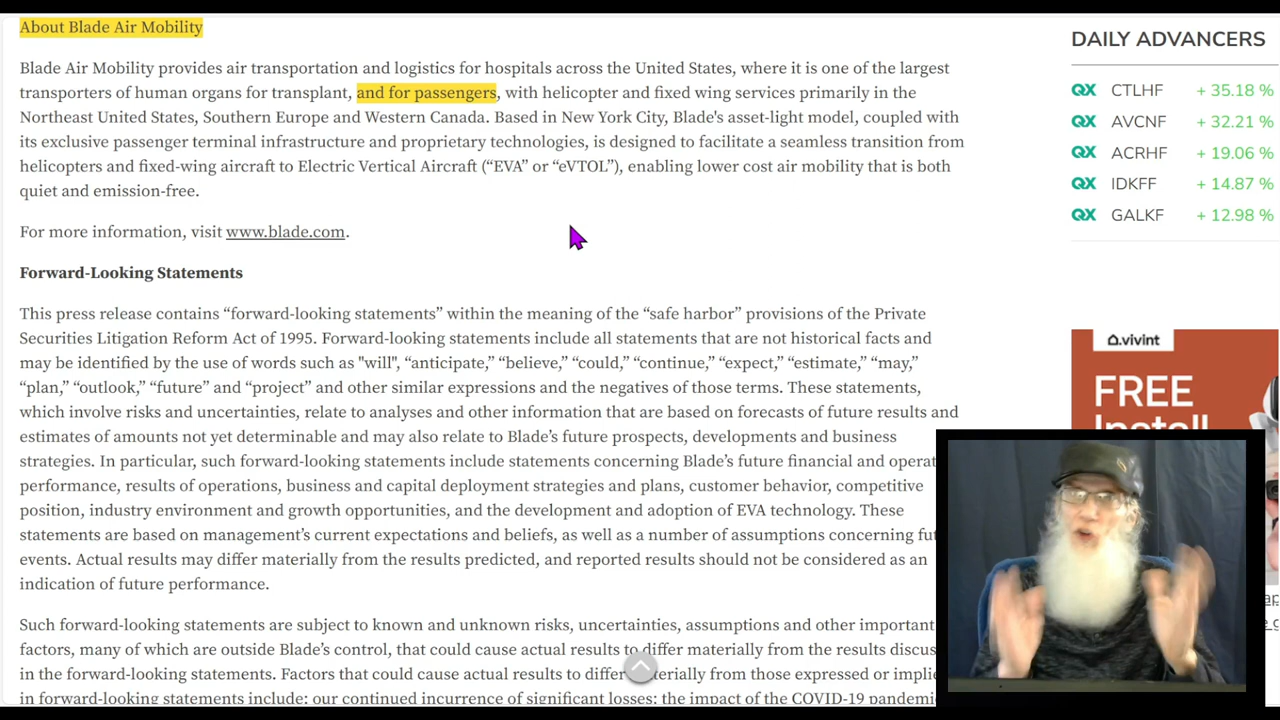 About Blade Air Mobility
Blade Air Mobility provides air transportation and logistics for hospitals across the United States, where it is one of the largest
transporters of human organs for transplant, and for passengers, with helicopter and fixed wing services primarily in the
Northeast United States, Southern Europe and Western Canada. Based in New York City, Blade's asset-light model, coupled with
its exclusive passenger terminal infrastructure and proprietary technologies, is designed to facilitate a seamless transition from
helicopters and fixed-wing aircraft to Electric Vertical Aircraft (“EVA” or “eVTOL”), enabling lower cost air mobility that is both
quiet and emission-free.
For more information, visit www.blade.com.
Forward-Looking Statements
This press release contains “forward-looking statements” within the meaning of the “safe harbor” provisions of the Private
Securities Litigation Reform Act of 1995. Forward-looking statements include all statements that are not historical facts and
may be identified by the use of words such as "will", “anticipate,” “believe,” “could,” “continue,” “expect,” “estimate,” “may,”
“plan,” “outlook,” “future” and “project” and other similar expressions and the negatives of those terms. These statements,
which involve risks and uncertainties, relate to analyses and other information that are based on forecasts of future results and
estimates of amounts not yet determinable and may also relate to Blade’s future prospects, developments and business
strategies. In particular, such forward-looking statements include statements concerning Blade’s future financial and operat
performance, results of operations, business and capital deployment strategies and plans, customer behavior, competitive
position, industry environment and growth opportunities, and the development and adoption of EVA technology. These
statements are based on management’s current expectations and beliefs, as well as a number of assumptions concerning fut
events. Actual results may differ materially from the results predicted, and reported results should not be considered as an
indication of future performance.
Such forward-looking statements are subject to known and unknown risks, uncertainties, assumptions and other important
factors, many of which are outside Blade’s control, that could cause actual results to differ materially from the results discus
in the forward-looking statements. Factors that could cause actual results to differ materially from those expressed or implie
in forward-looking statements include: our continued incurrence of significant losses; the impact of the COVID-19 pandemi
DAILY ADVANCERS
QX CTLHF + 35.18 %
QX AVCNF + 32.21 %
QX ACRHF + 19.06 %
QX IDKFF + 14.87 %
QX GALKF + 12.98 %
vivint
FREE
Install